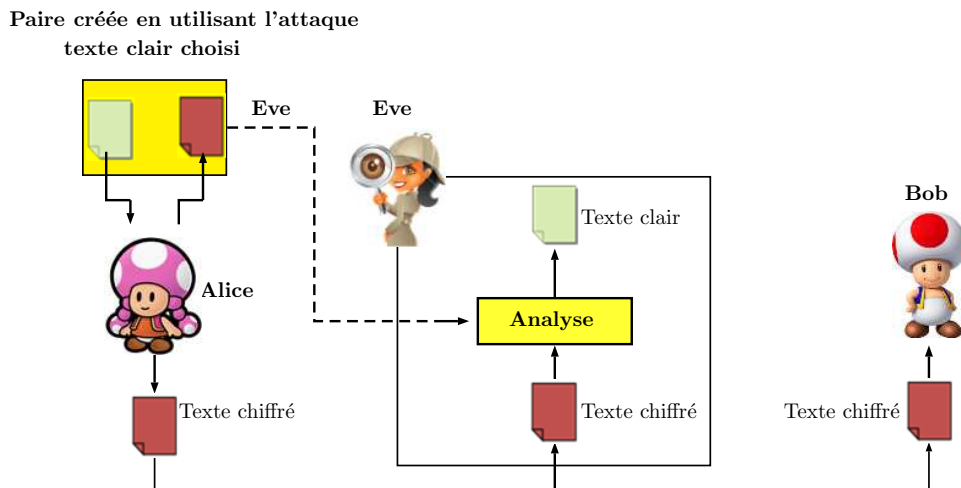 Paire créée en utilisant l'attaque
texte clair choisi
Eve
Eve
Texte clair
Bob
Alice
Analyse
Texte chiffré
Texte chiffré
Texte chiffré